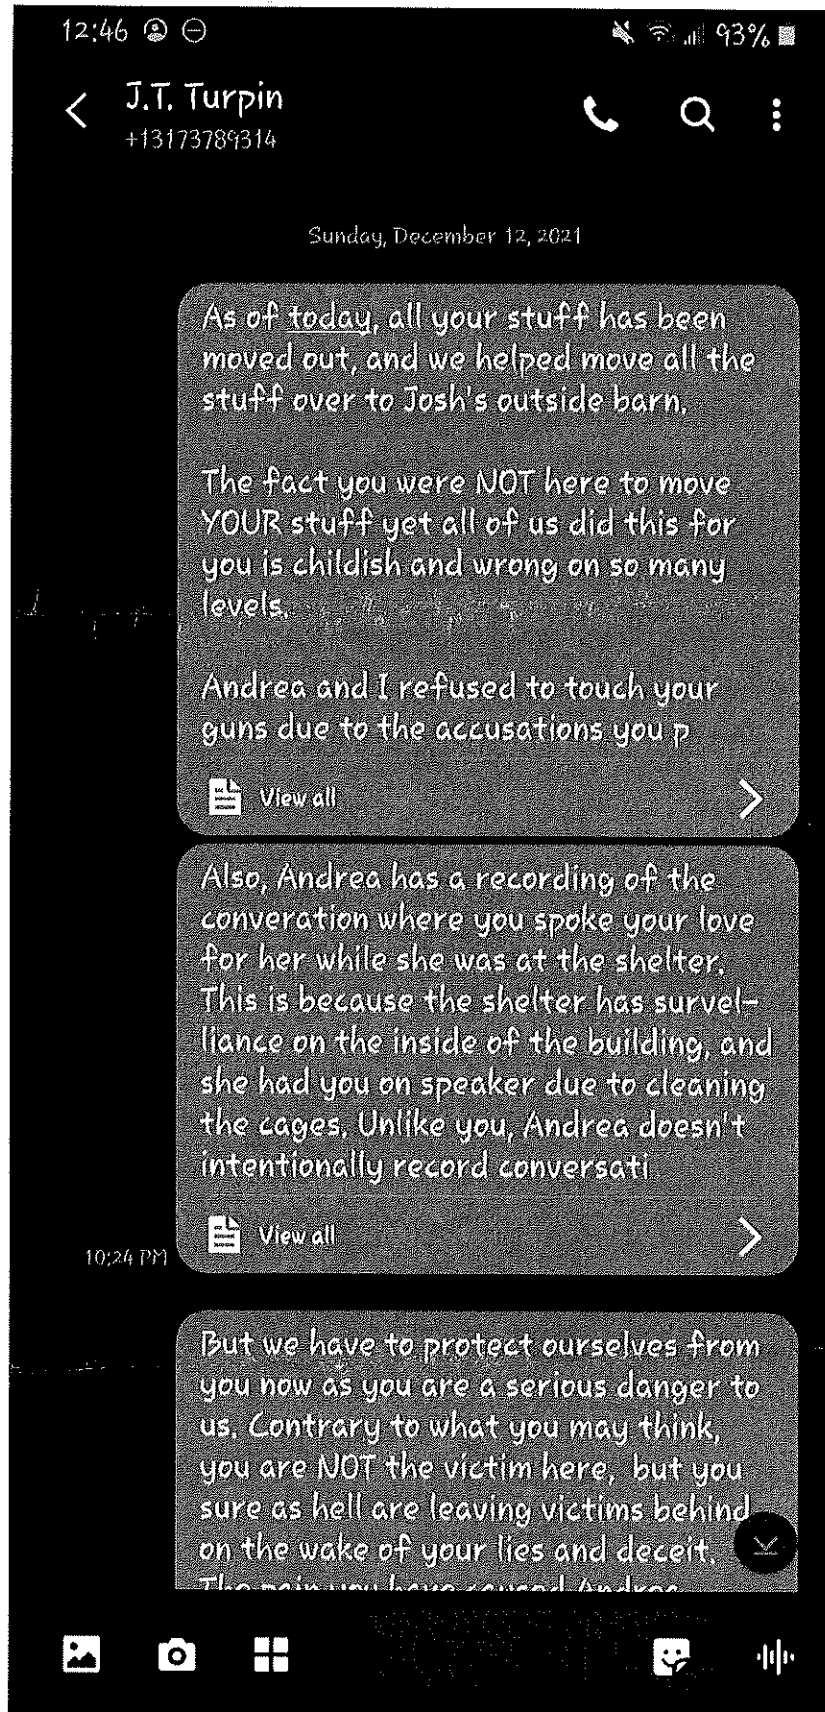 12:46 93%
J.T. Turpin
+13173789314
Sunday, December 12, 2021
As of today, all your stuff has been
moved out, and we helped move all the
stuff over to Josh's outside barn.
The fact you were NOT here to move
YOUR stuff yet all of us did this for
you is childish and wrong on so many
levels.
Andrea and I refused to touch your
guns due to the accusations you p
View all
Also, Andrea has a recording of the
converation where you spoke your love
for her while she was at the shelter.
This is because the shelter has survel-
liance on the inside of the building, and
she had you on speaker due to cleaning
the cages. Unlike you, Andrea doesn't
intentionally record conversati
View all
10:24 PM
But we have to protect ourselves from
you now as you are a serious danger to
us. Contrary to what you may think,
you are NOT the victim here, but you
sure as hell are leaving victims behind
on the wake of your lies and deceit.
The pain you have caused Andrea